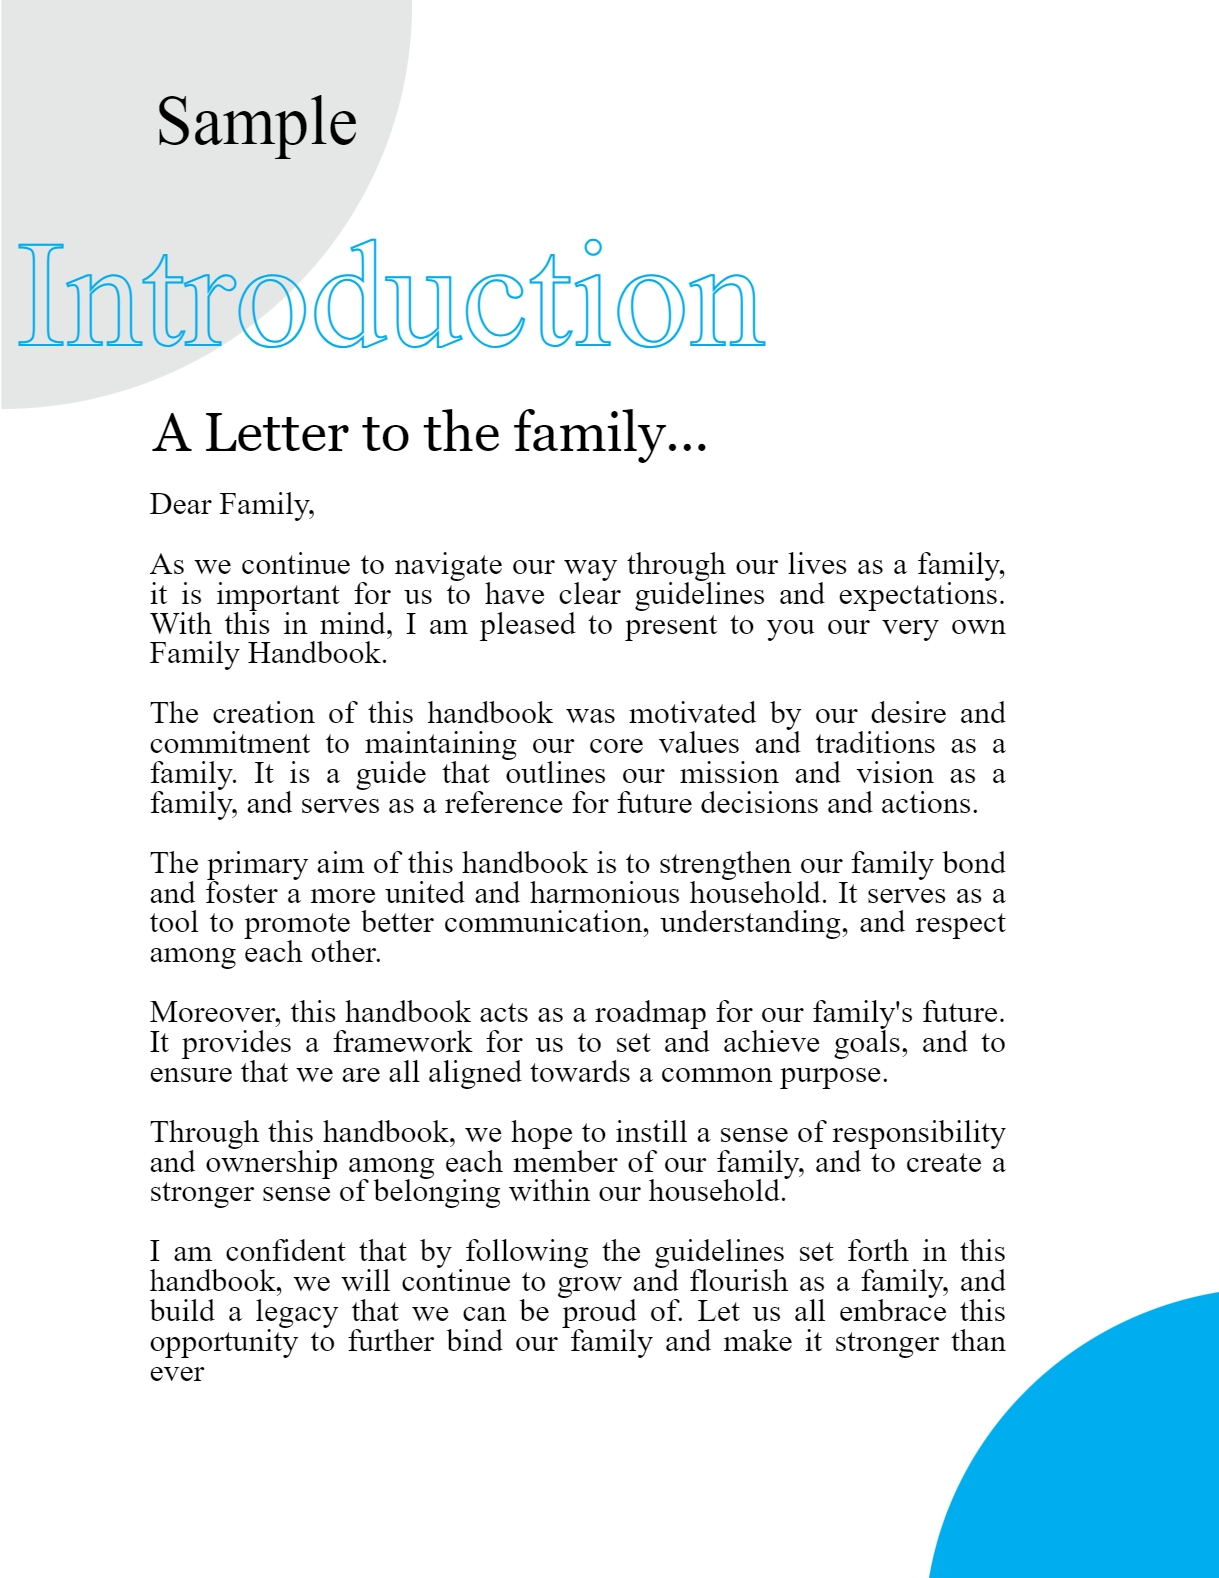 Sample
Introduction
A Letter to the family...
Dear Family,
As we continue to navigate our way through our lives as a family,
it is important for us to have clear guidelines and expectations.
With this in mind, I am pleased to present to you our very own
Family Handbook.
The creation of this handbook was motivated by our desire and
commitment to maintaining our core values and traditions as a
family. It is a guide that outlines our mission and vision as a
family, and serves as a reference for future decisions and actions.
The primary aim of this handbook is to strengthen our family bond
and foster a more united and harmonious household. It serves as a
tool to promote better communication, understanding, and respect
among each other.
Moreover, this handbook acts as a roadmap for our family's future.
It provides a framework for us to set and achieve goals, and to
ensure that we are all aligned towards a common purpose.
Through this handbook, we hope to instill a sense of responsibility
and ownership among each member of our family, and to create a
stronger sense of belonging within our household.
I am confident that by following the guidelines set forth in this
handbook, we will continue to grow and flourish as a family, and
build a legacy that we can be proud of. Let us all embrace this
opportunity to further bind our family and make it stronger than
ever